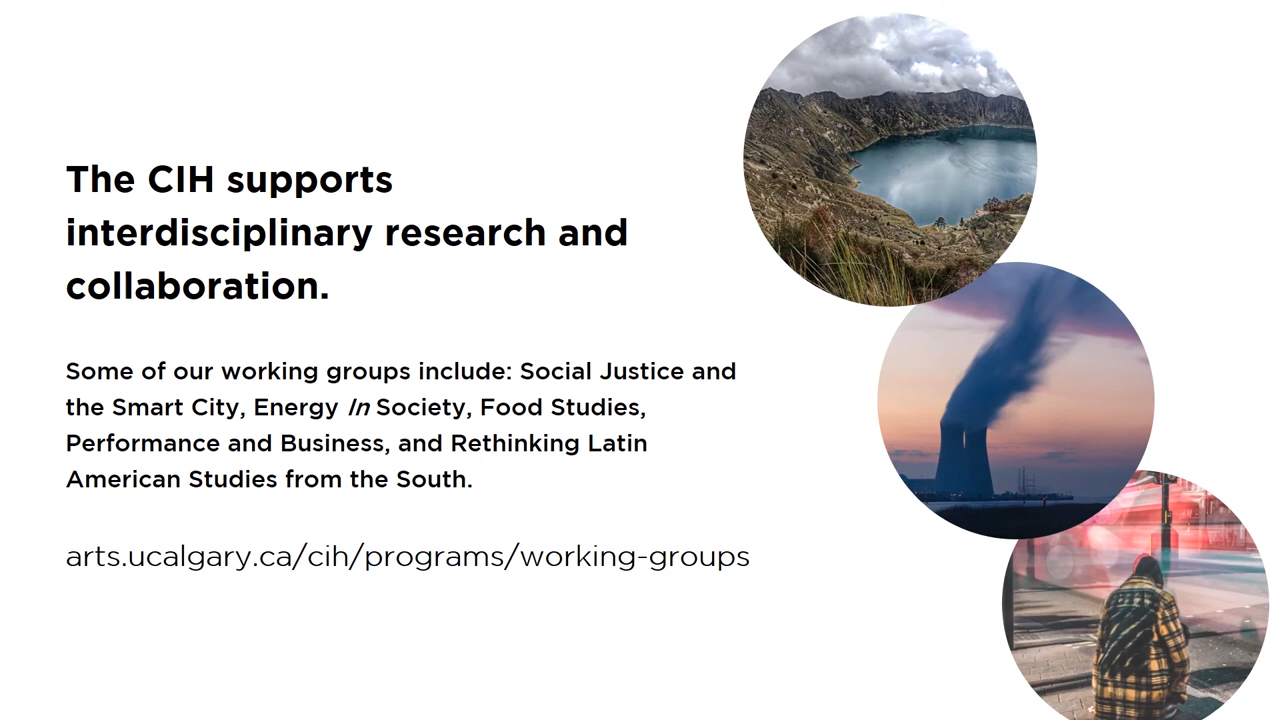 The CIH supports
interdisciplinary research and
collaboration.
Some of our working groups include: Social Justice and
the Smart City, Energy In Society, Food Studies,
Performance and Business, and Rethinking Latin
American Studies from the South.
arts.ucalgary.ca/cih/programs/working-groups